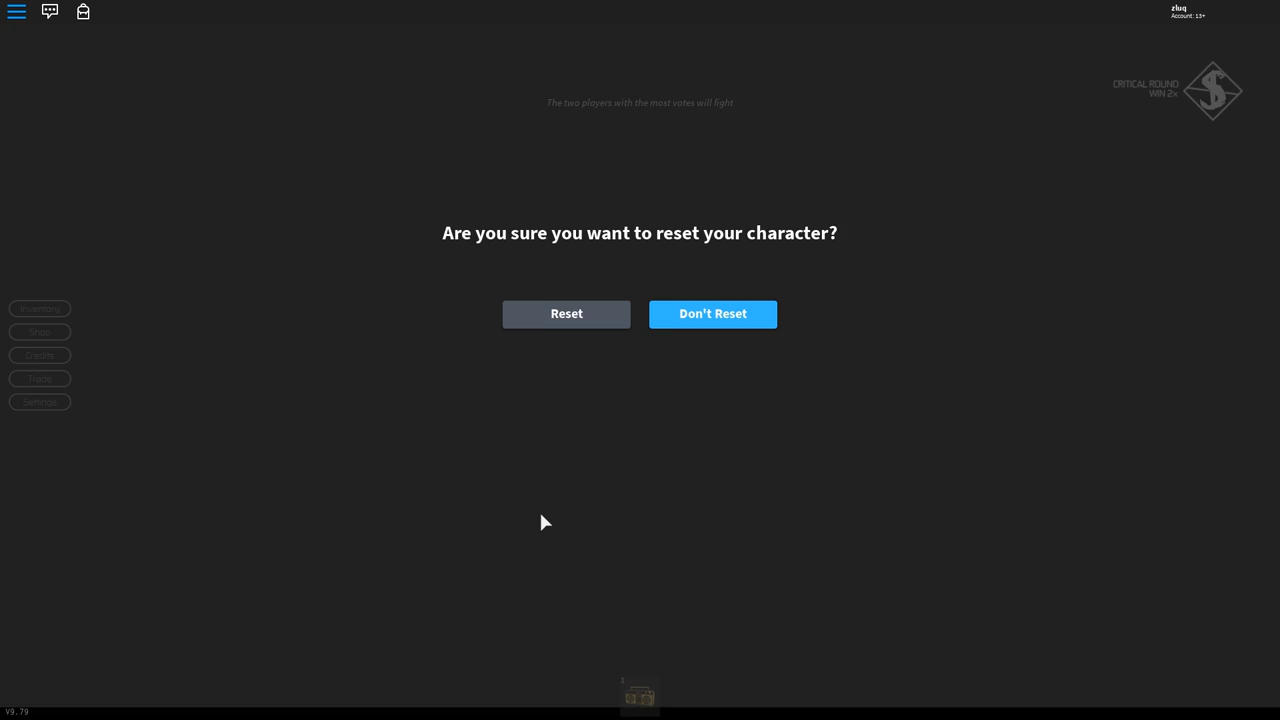 zluq
Account: 13+
The two players with the most votes will fight
CRITICAL ROUND
WIN 2x
Are you sure you want to reset your character?
Reset
Don't Reset
Inventory
Shop
Credits
Trade
Settings
1
V9.79